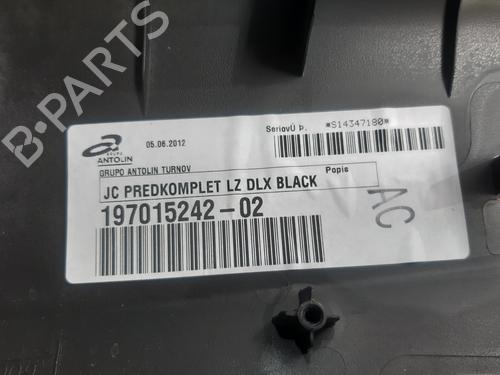 B-PARTS
GRUPO
ANTOLIN
05.06.2012
SeriovÚ Þ.
*S14347180*
GRUPO ANTOLIN TURNOV
Popis
JC PREDKOMPLET LZ DLX BLACK
197015242-02
AC